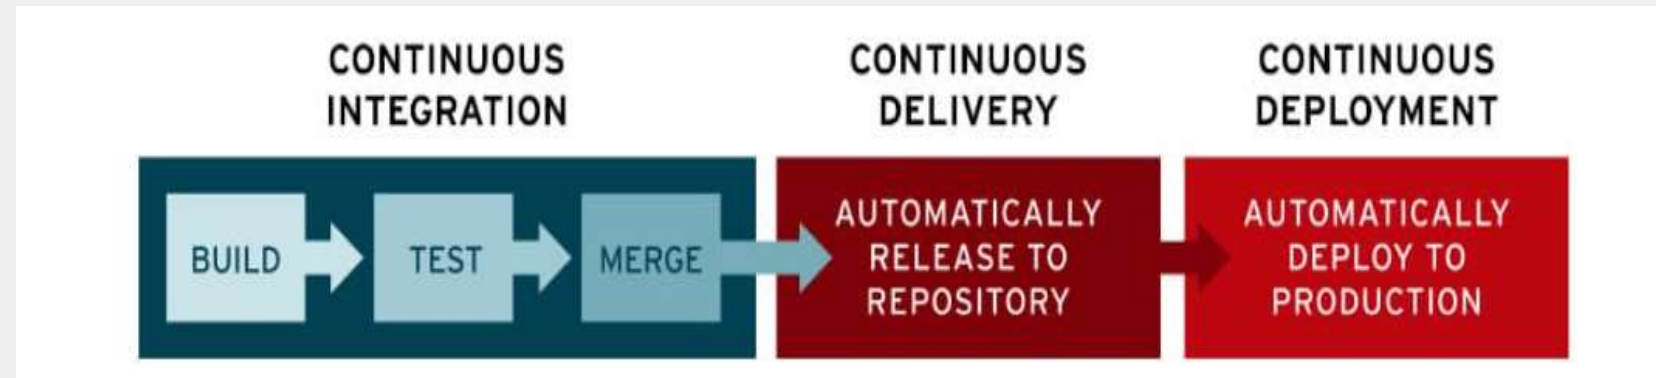 CONTINUOUS
INTEGRATION
CONTINUOUS
DELIVERY
CONTINUOUS
DEPLOYMENT
BUILD
TEST
MERGE
AUTOMATICALLY
RELEASE TO
REPOSITORY
AUTOMATICALLY
DEPLOY TO
PRODUCTION